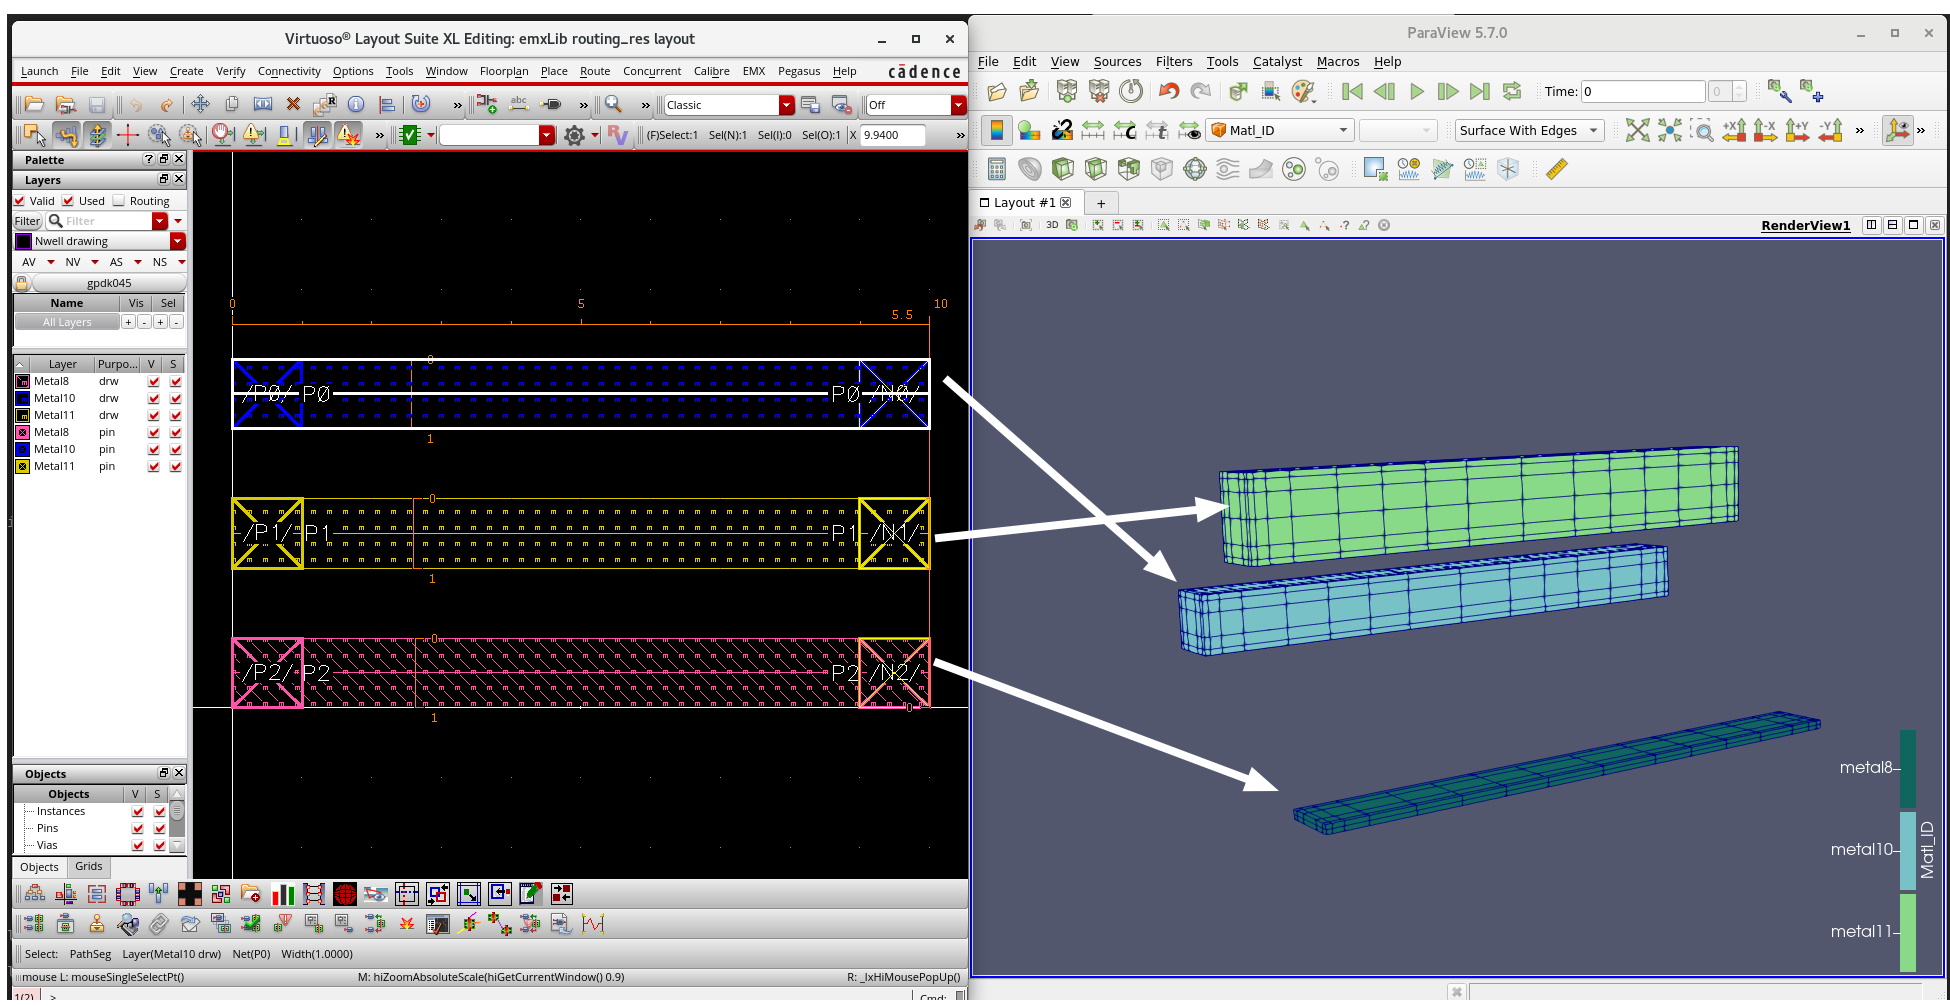 Virtuoso® Layout Suite XL Editing: emxLib routing_res layout
Launch File Edit View Create Verify Connectivity Options Tools Window Floorplan Place Route Concurrent Calibre EMX Pegasus Help cādence
Classic Off
(F)Select:1 Sel(N):1 Sel(I):0 Sel(O):1 X 9.9400
Palette
Layers
Valid Used Routing
Filter Filter
Nwell drawing
AV NV AS NS
gpdk045
Name Vis Sel
All Layers + - + -
Layer Purpo... V S
Metal8 drw
Metal10 drw
Metal11 drw
Metal8 pin
Metal10 pin
Metal11 pin
Objects
Objects V S
Instances
Pins
Vias
Objects Grids
0 5 10
5.5
0
/P0/ P0 P0 /N0/
1
0
/P1/ P1 P1 /N1/
1
0
/P2/ P2 P2 /N2/
0
1
Select: PathSeg Layer(Metal10 drw) Net(P0) Width(1.0000)
mouse L: mouseSingleSelectPt() M: hiZoomAbsoluteScale(hiGetCurrentWindow() 0.9) R: _lxHiMousePopUp()
1(2) > Cmd:
ParaView 5.7.0
File Edit View Sources Filters Tools Catalyst Macros Help
Time: 0 0
Matl_ID Surface With Edges
+X -X +Y -Y
Layout #1 +
3D RenderView1
metal8
metal10
metal11
Matl_ID